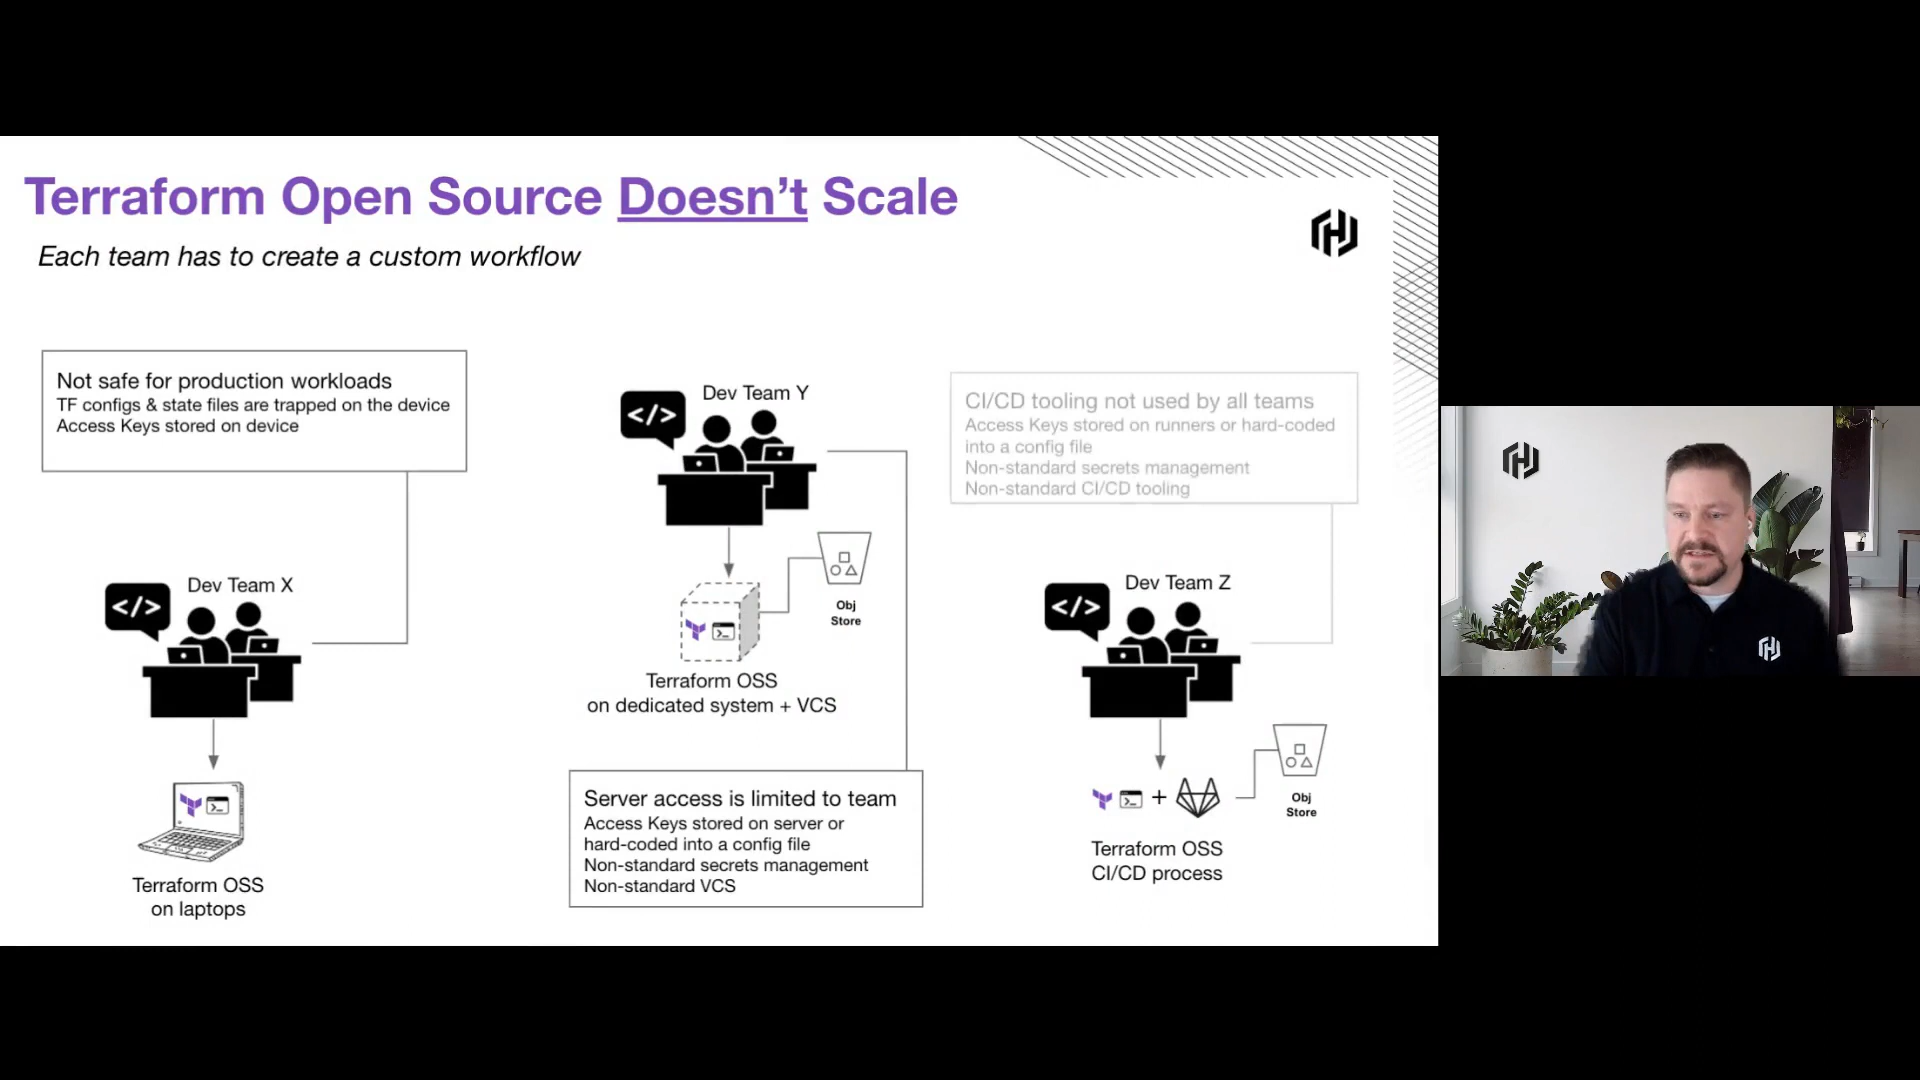 Terraform Open Source Doesn't Scale
Each team has to create a custom workflow
Not safe for production workloads
TF configs & state files are trapped on the device
Access Keys stored on device
Dev Team X
</>
Terraform OSS
on laptops
Dev Team Y
</>
Obj
Store
Terraform OSS
on dedicated system + VCS
Server access is limited to team
Access Keys stored on server or
hard-coded into a config file
Non-standard secrets management
Non-standard VCS
CI/CD tooling not used by all teams
Access Keys stored on runners or hard-coded
into a config file
Non-standard secrets management
Non-standard CI/CD tooling
Dev Team Z
</>
+
Obj
Store
Terraform OSS
CI/CD process